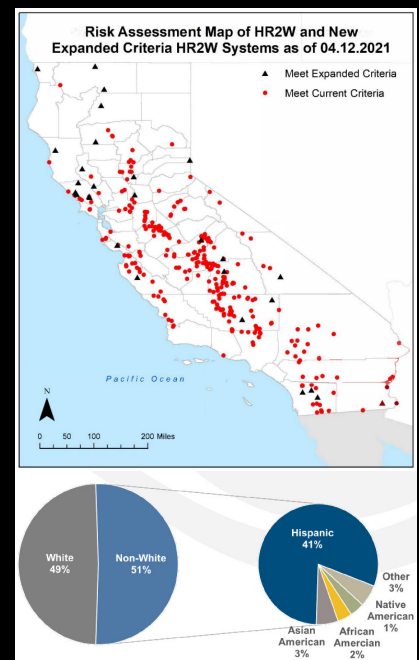 Risk Assessment Map of HR2W and New
Expanded Criteria HR2W Systems as of 04.12.2021
Meet Expanded Criteria
Meet Current Criteria
Pacific Ocean
N
0 50 100 200 Miles
White
49%
Non-White
51%
Hispanic
41%
Other
3%
Native
American
1%
African
Amercian
2%
Asian
American
3%